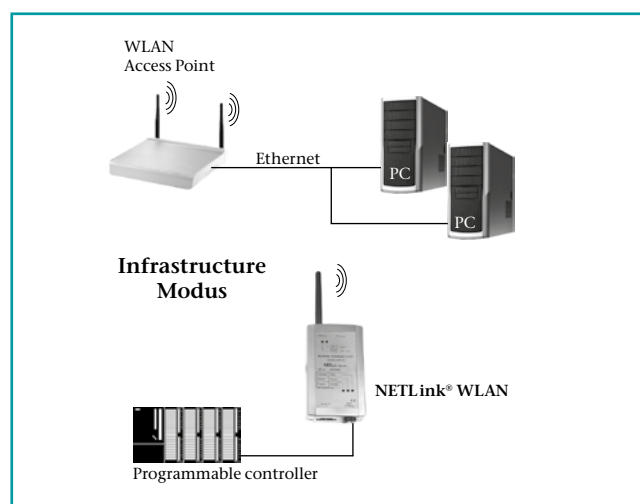 WLAN
Access Point
Ethernet
PC
PC
Infrastructure
Modus
NETLink® WLAN
Programmable controller